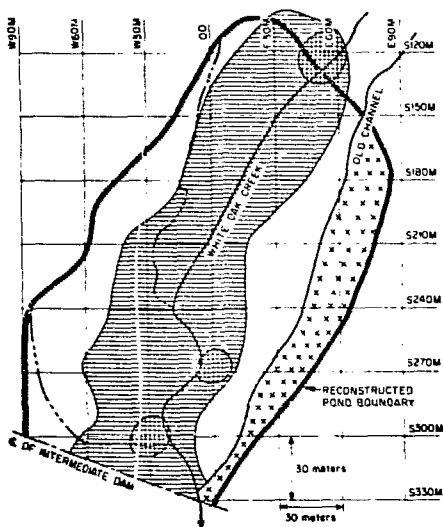 W90M W60M W30M 00 E30M E60M E90M
S120M
S150M
S180M
S210M
S240M
S270M
S300M
S330M
OLD CHANNEL
WHITE OAK CREEK
RECONSTRUCTED
POND BOUNDARY
℄ OF INTERMEDIATE DAM
30 meters
30 meters